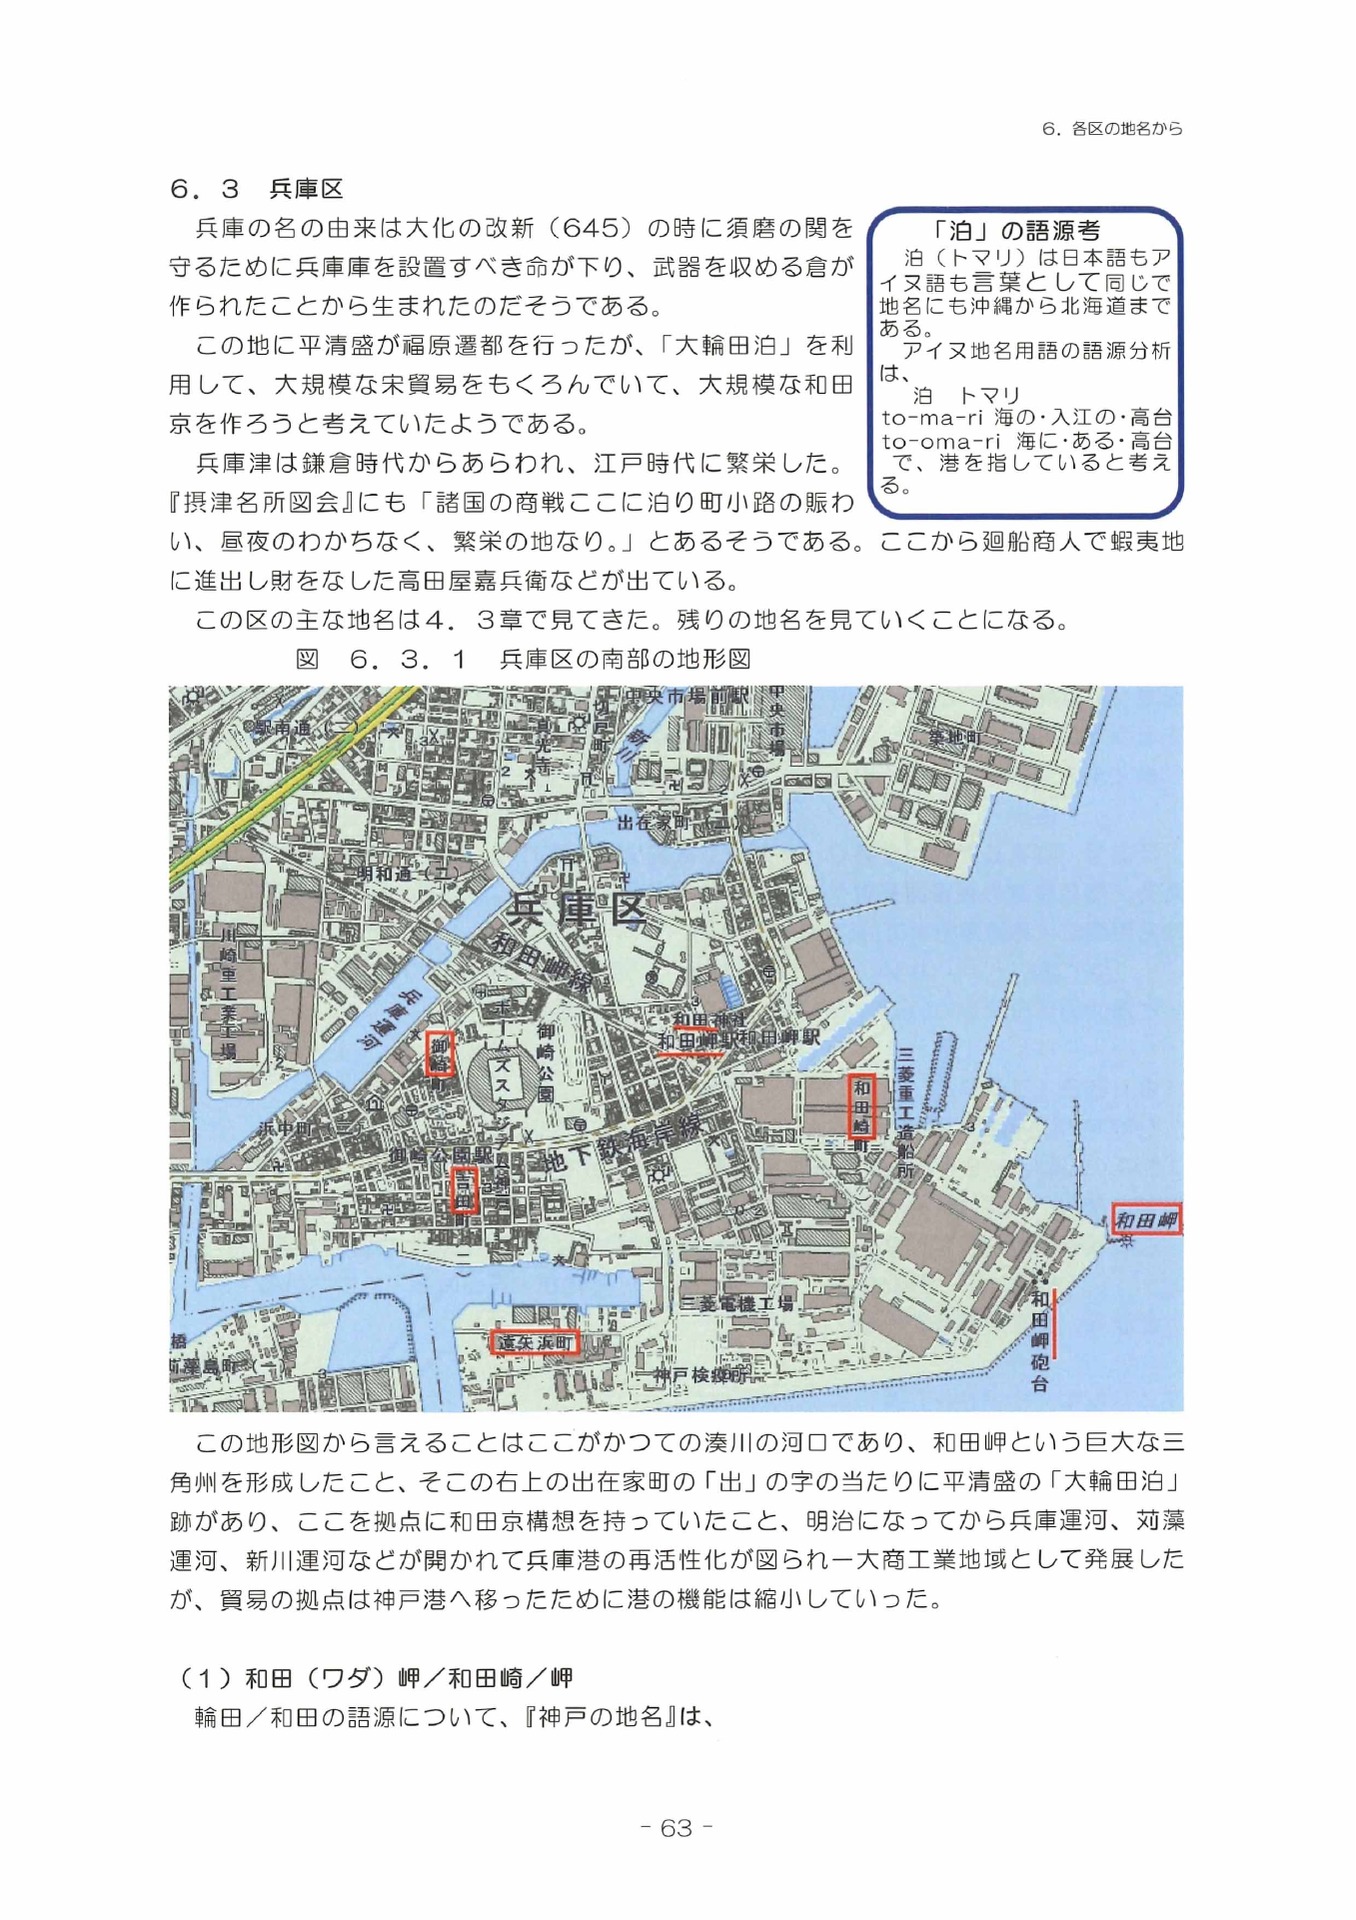 6．各区の地名から
6．3　兵庫区
　兵庫の名の由来は大化の改新（645）の時に須磨の関を
守るために兵庫庫を設置すべき命が下り、武器を収める倉が
作られたことから生まれたのだそうである。
　この地に平清盛が福原遷都を行ったが、「大輪田泊」を利
用して、大規模な宋貿易をもくろんでいて、大規模な和田
京を作ろうと考えていたようである。
　兵庫津は鎌倉時代からあらわれ、江戸時代に繁栄した。
『摂津名所図会』にも「諸国の商戦ここに泊り町小路の賑わ
い、昼夜のわかちなく、繁栄の地なり。」とあるそうである。ここから廻船商人で蝦夷地
に進出し財をなした高田屋嘉兵衛などが出ている。
　この区の主な地名は4．3章で見てきた。残りの地名を見ていくことになる。
「泊」の語源考
　泊（トマリ）は日本語もア
イヌ語も言葉として同じで
地名にも沖縄から北海道まで
ある。
　アイヌ地名用語の語源分析
は、
　泊　トマリ
to-ma-ri 海の・入江の・高台
to-oma-ri 海に・ある・高台
で、港を指していると考え
る。
図　6．3．1　兵庫区の南部の地形図
駅南通（二）
中央市場前駅
中央市場
築地町
新川
真光寺
切戸町
出在家町（二）
明和通（二）
兵庫区
和田岬線
川崎重工業工場
兵庫運河
御崎町
ホームズスタジアム神戸
御崎公園
和田神社
和田岬駅
和田岬駅
和田崎町
三菱重工造船所
浜中町（二）
御崎公園駅
地下鉄海岸線
吉田町
和田岬
三菱電機工場
和田岬砲台
遠矢浜町
神戸検疫所
橋
苅藻島町（一
　この地形図から言えることはここがかつての湊川の河口であり、和田岬という巨大な三
角州を形成したこと、そこの右上の出在家町の「出」の字の当たりに平清盛の「大輪田泊」
跡があり、ここを拠点に和田京構想を持っていたこと、明治になってから兵庫運河、苅藻
運河、新川運河などが開かれて兵庫港の再活性化が図られ一大商工業地域として発展した
が、貿易の拠点は神戸港へ移ったために港の機能は縮小していった。
（1）和田（ワダ）岬／和田崎／岬
　輪田／和田の語源について、『神戸の地名』は、
- 63 -